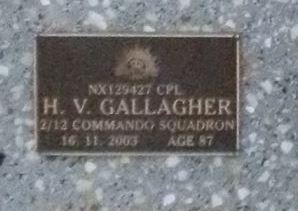 NX129427 CPL
H. V. GALLAGHER
2/12 COMMANDO SQUADRON
16. 11. 2003 AGE 87